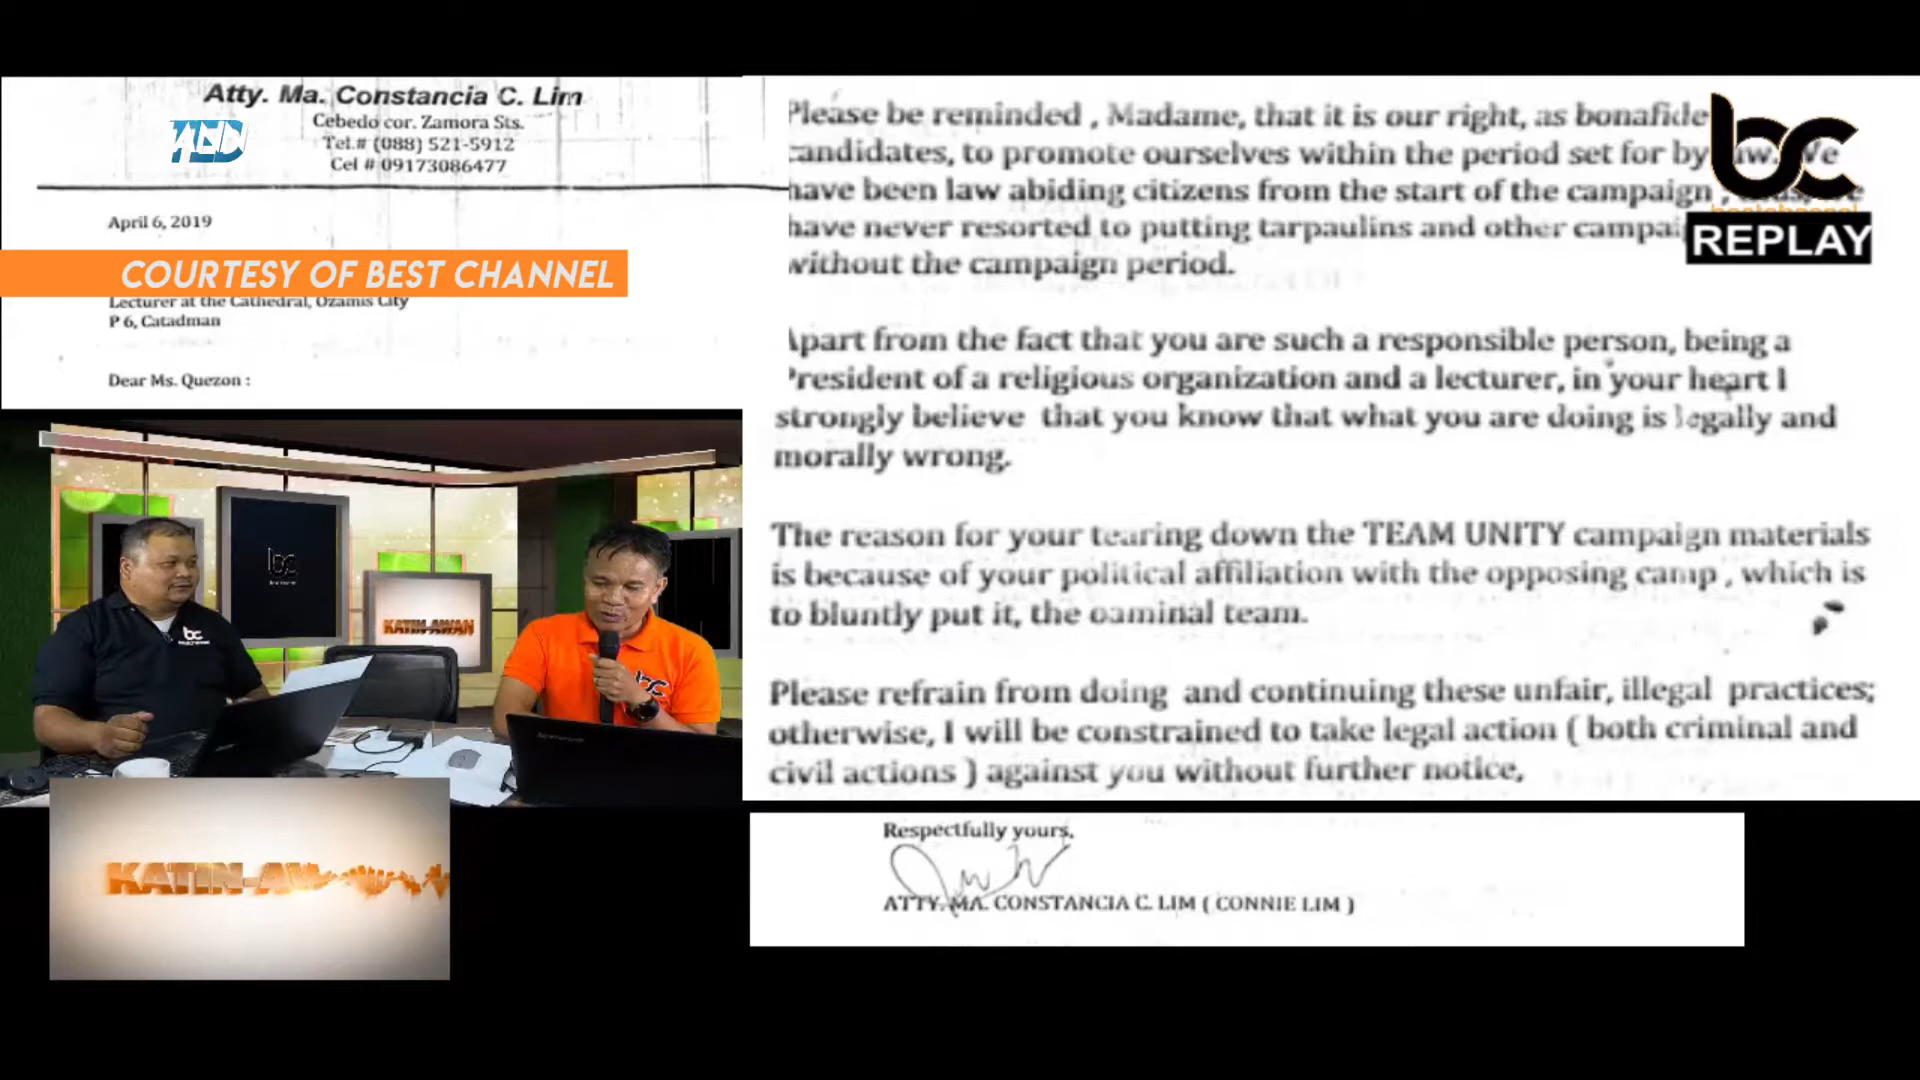 Atty. Ma. Constancia C. Lim
Cebedo cor. Zamora Sts.
Tel.# (088) 521-5912
Cel # 09173086477
April 6, 2019
COURTESY OF BEST CHANNEL
Lecturer at the Cathedral, Ozamis City
P 6, Catadman
Dear Ms. Quezon :
Please be reminded , Madame, that it is our right, as bonafide
candidates, to promote ourselves within the period set for by
have been law abiding citizens from the start of the campaign ,
have never resorted to putting tarpaulins and other
without the campaign period.
Apart from the fact that you are such a responsible person, being a
President of a religious organization and a lecturer, in your heart I
strongly believe that you know that what you are doing is legally and
morally wrong.
The reason for your tearing down the TEAM UNITY campaign materials
is because of your political affiliation with the opposing camp , which is
to bluntly put it, the team.
Please refrain from doing and continuing these unfair, illegal practices;
otherwise, I will be constrained to take legal action ( both criminal and
civil actions ) against you without further notice,
Respectfully yours,
ATTY. MA. CONSTANCIA C. LIM ( CONNIE LIM )
bc
REPLAY
bc
bc
KATIN-AWAN
KATIN-AW